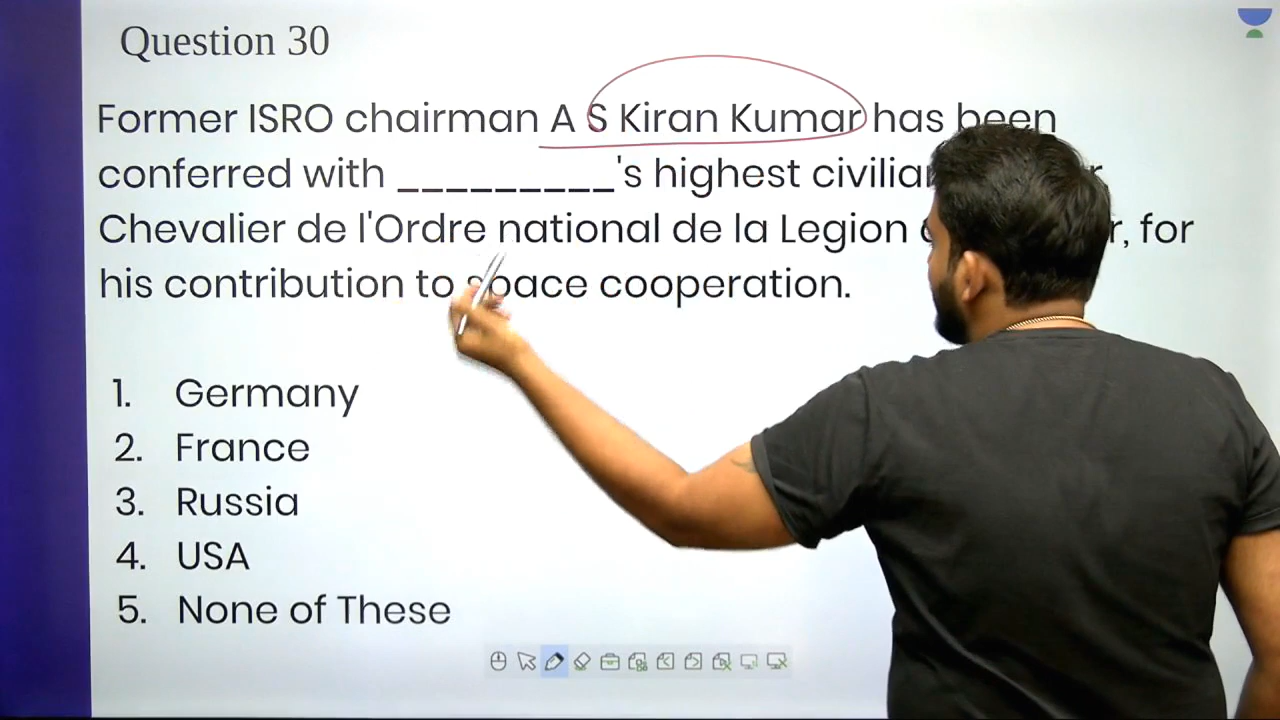 Question 30
Former ISRO chairman A S Kiran Kumar has been
conferred with _________'s highest civilian
Chevalier de l'Ordre national de la Legion for
his contribution to space cooperation.
1. Germany
2. France
3. Russia
4. USA
5. None of These